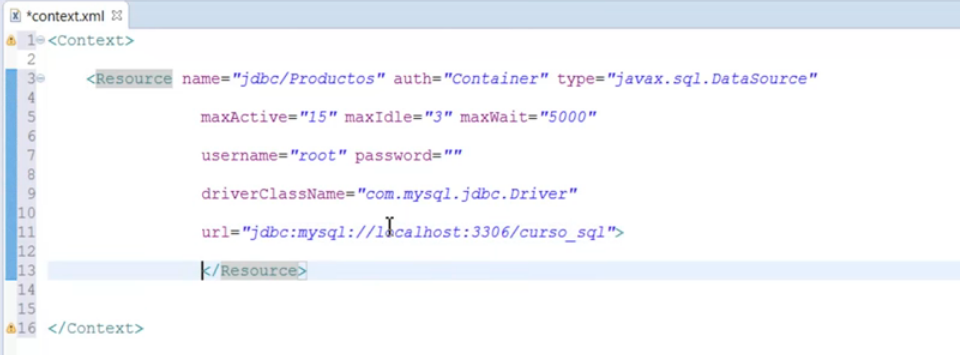 *context.xml
1 <Context>
2
3 <Resource name="jdbc/Productos" auth="Container" type="javax.sql.DataSource"
4
5 maxActive="15" maxIdle="3" maxWait="5000"
6
7 username="root" password=""
8
9 driverClassName="com.mysql.jdbc.Driver"
10
11 url="jdbc:mysql://localhost:3306/curso_sql">
12
13 </Resource>
14
15
16 </Context>